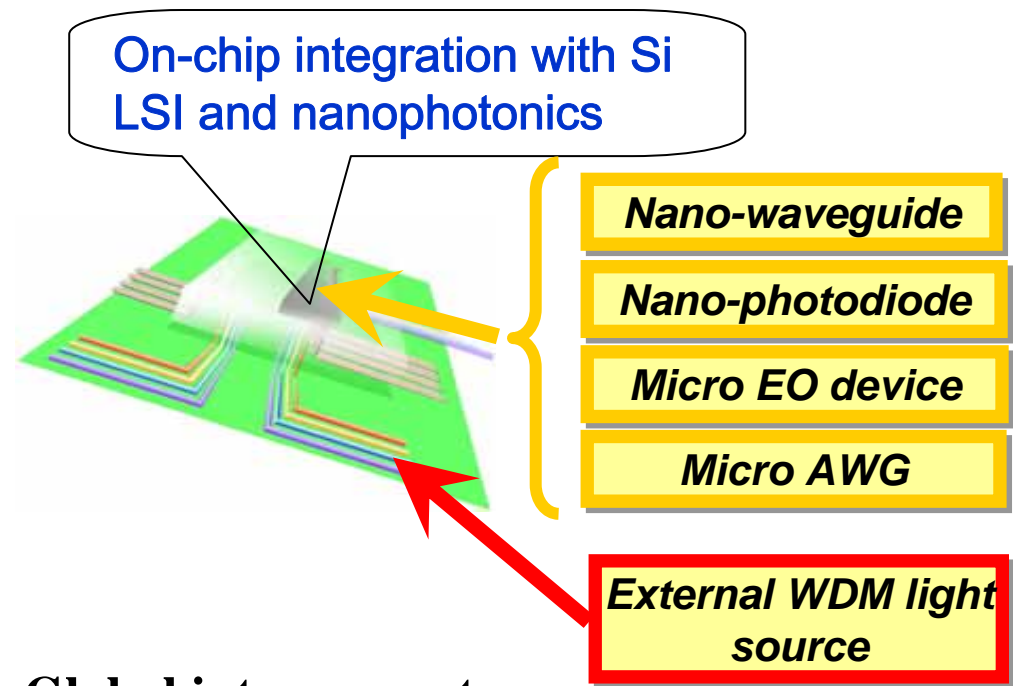 On-chip integration with Si
LSI and nanophotonics
Nano-waveguide
Nano-photodiode
Micro EO device
Micro AWG
External WDM light
source